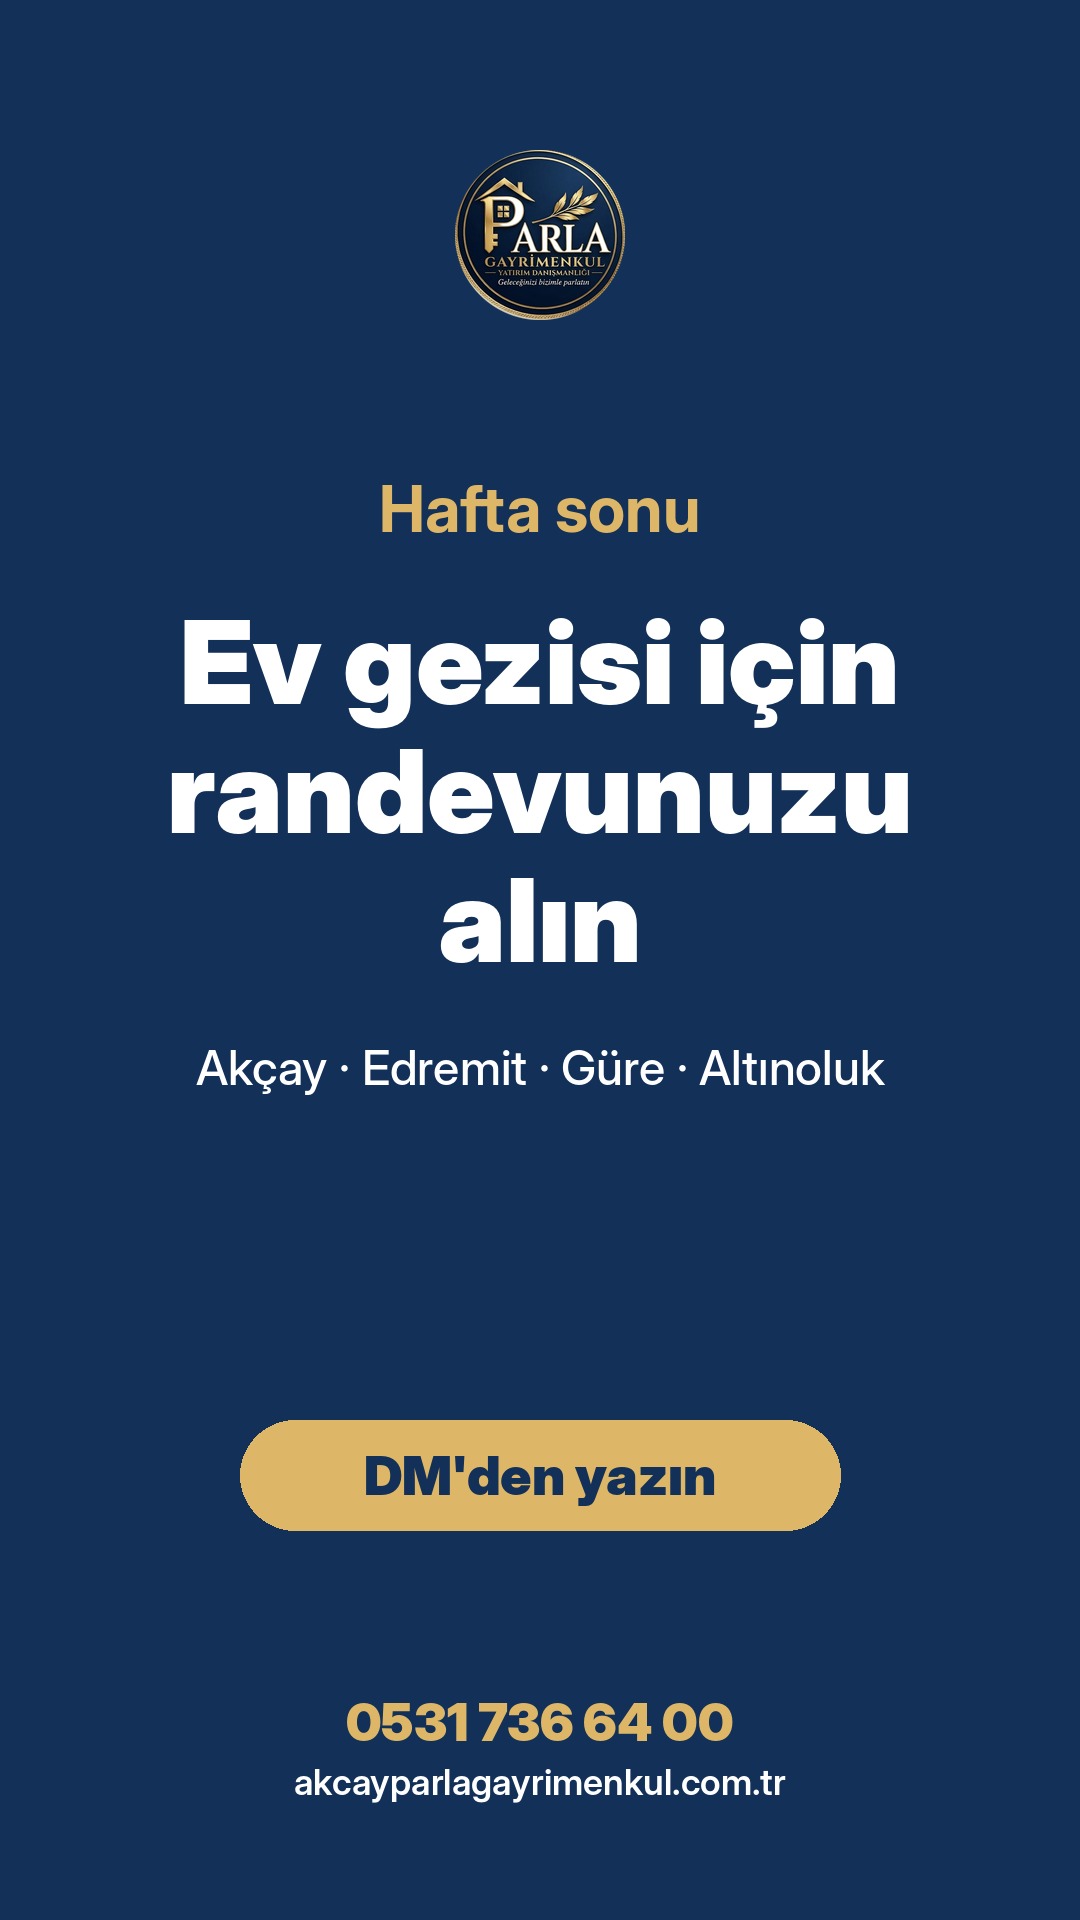 PARLA
GAYRİMENKUL
YATIRIM DANIŞMANLIĞI
Geleceğinizi bizimle parlatın
Hafta sonu
Ev gezisi için
randevunuzu
alın
Akçay · Edremit · Güre · Altınoluk
DM'den yazın
0531 736 64 00
akcayparlagayrimenkul.com.tr